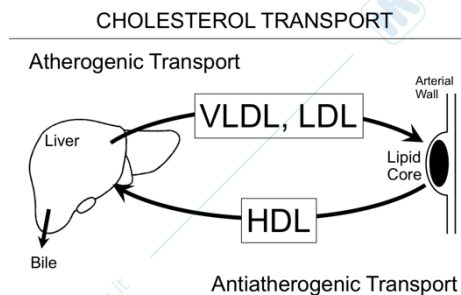 CHOLESTEROL TRANSPORT
Atherogenic Transport
Arterial
Wall
VLDL, LDL
Liver
Lipid
Core
HDL
Bile
Antiatherogenic Transport